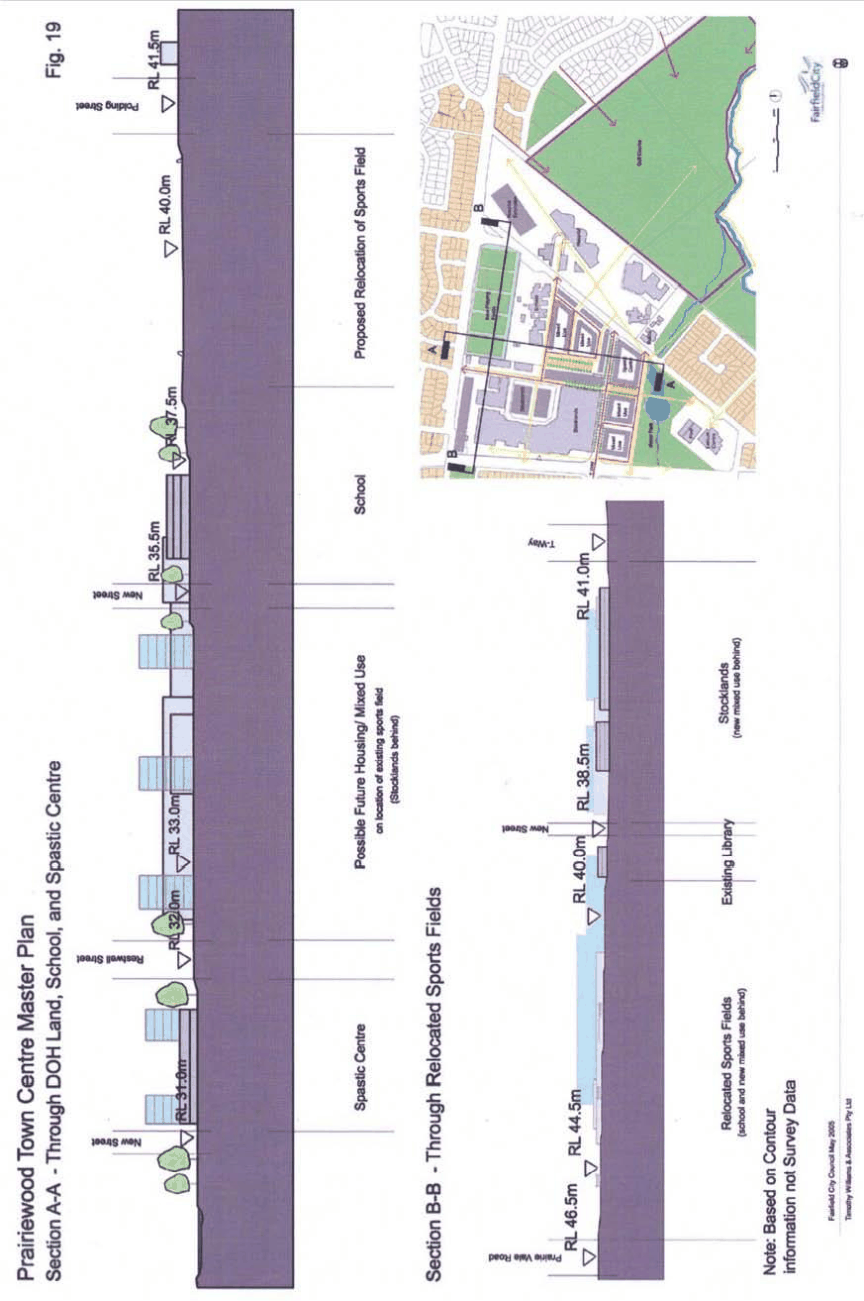 Fig. 19
Prairiewood Town Centre Master Plan
Section A-A - Through DOH Land, School, and Spastic Centre
New Street
RL 31.0m
Restwell Street
RL 32.0m
RL 33.0m
New Street
RL 35.5m
RL 37.5m
RL 40.0m
Polding Street
RL 41.5m
Spastic Centre
Possible Future Housing/ Mixed Use
on location of existing sports field
(Stocklands behind)
School
Proposed Relocation of Sports Field
Section B-B - Through Relocated Sports Fields
Prairie Vale Road
RL 46.5m
RL 44.5m
RL 40.0m
New Street
RL 38.5m
RL 41.0m
T-Way
Relocated Sports Fields
(school and new mixed use behind)
Existing Library
Stocklands
(new mixed use behind)
B
B
A
A
Golf Course
Stocklands
Note: Based on Contour
information not Survey Data
FairfieldCity
Fairfield City Council May 2005
Timothy Williams & Associates Pty Ltd